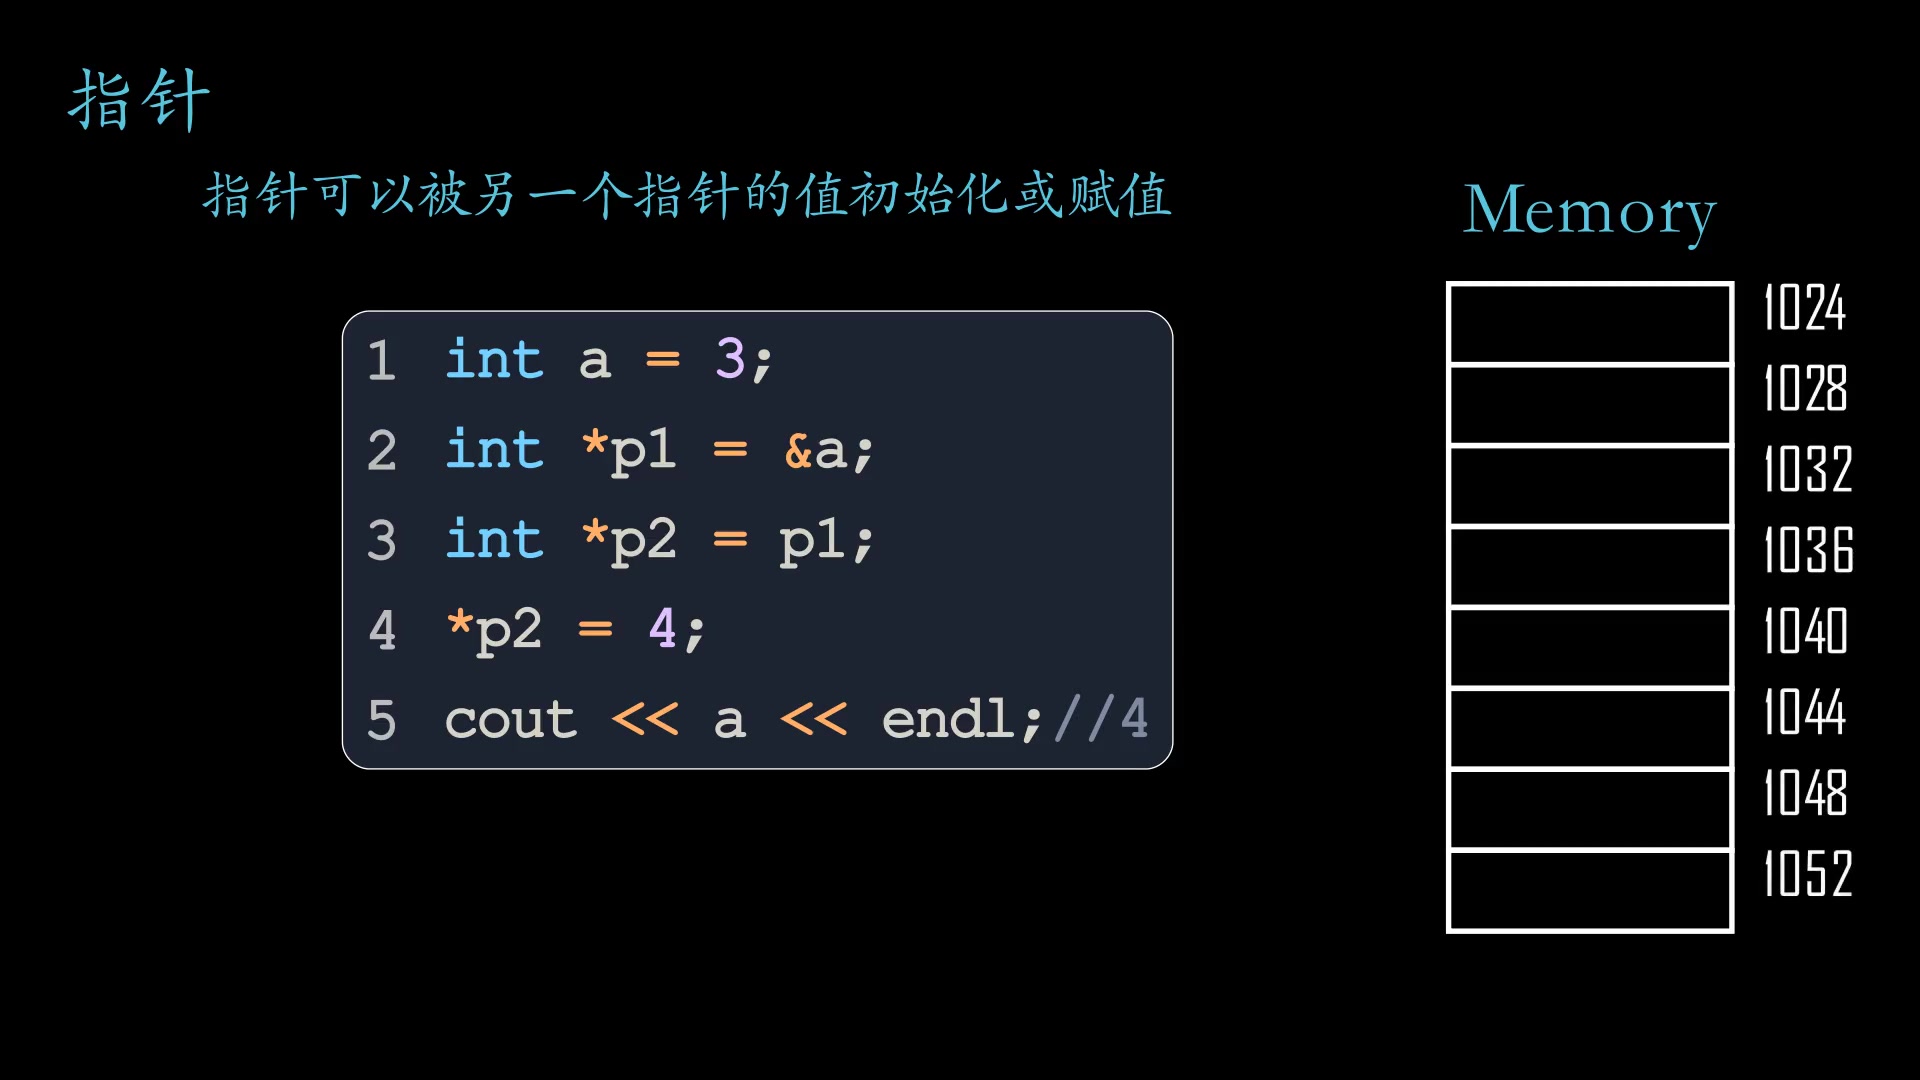 指针
指针可以被另一个指针的值初始化或赋值
1 int a = 3;
2 int *p1 = &a;
3 int *p2 = p1;
4 *p2 = 4;
5 cout << a << endl;//4
Memory
1024
1028
1032
1036
1040
1044
1048
1052